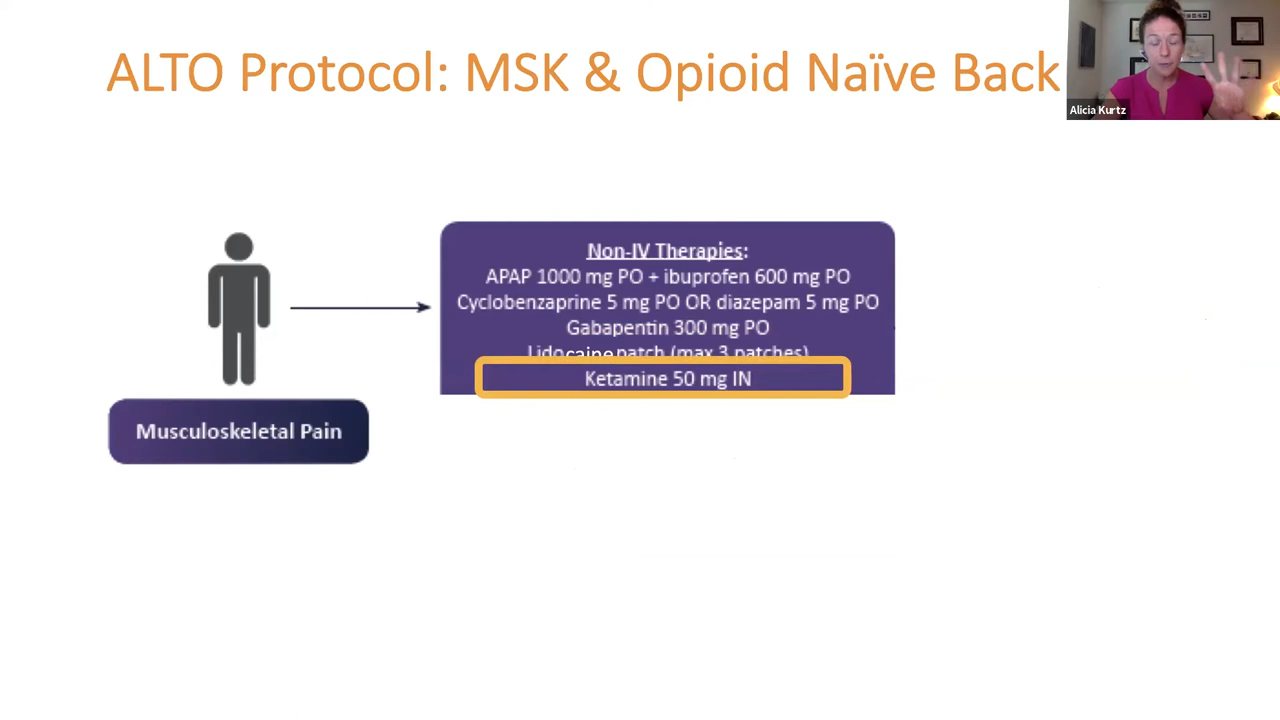 ALTO Protocol: MSK & Opioid Naïve Back
Alicia Kurtz
Non-IV Therapies:
APAP 1000 mg PO + ibuprofen 600 mg PO
Cyclobenzaprine 5 mg PO OR diazepam 5 mg PO
Gabapentin 300 mg PO
Lidocaine patch (max 3 patches)
Ketamine 50 mg IN
Musculoskeletal Pain